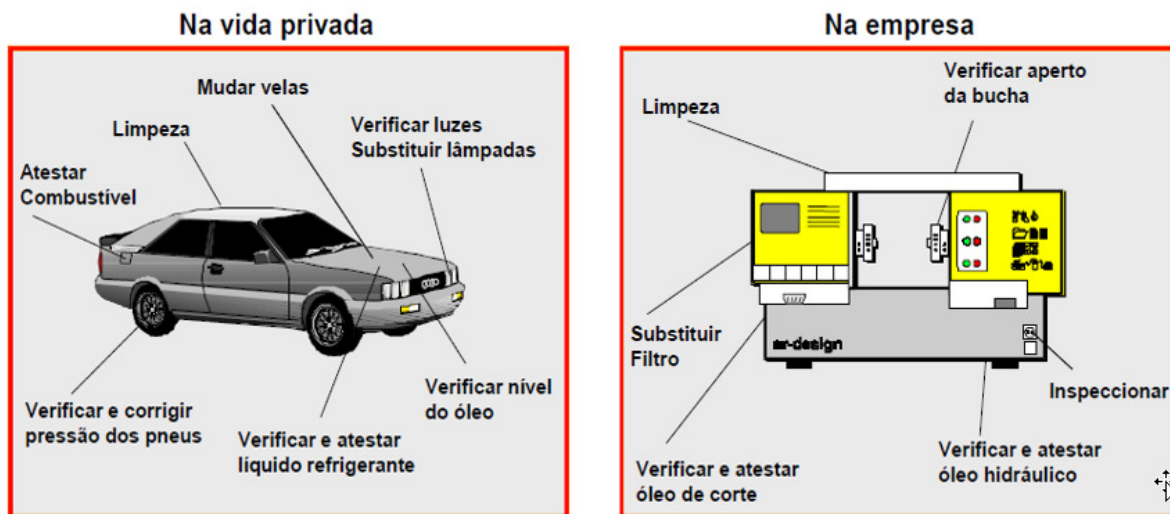 Na vida privada
Mudar velas
Limpeza
Verificar luzes
Substituir lâmpadas
Atestar
Combustível
Verificar e corrigir
pressão dos pneus
Verificar e atestar
líquido refrigerante
Verificar nível
do óleo
Na empresa
Verificar aperto
da bucha
Limpeza
Substituir
Filtro
er-design
Inspeccionar
Verificar e atestar
óleo de corte
Verificar e atestar
óleo hidráulico